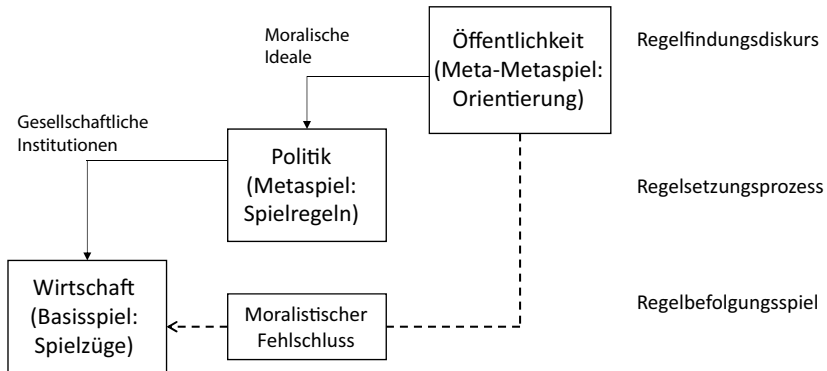 Moralische
Ideale
Öffentlichkeit
(Meta-Metaspiel:
Orientierung)
Regelfindungsdiskurs
Gesellschaftliche
Institutionen
Politik
(Metaspiel:
Spielregeln)
Regelsetzungsprozess
Wirtschaft
(Basisspiel:
Spielzüge)
Moralistischer
Fehlschluss
Regelbefolgungsspiel